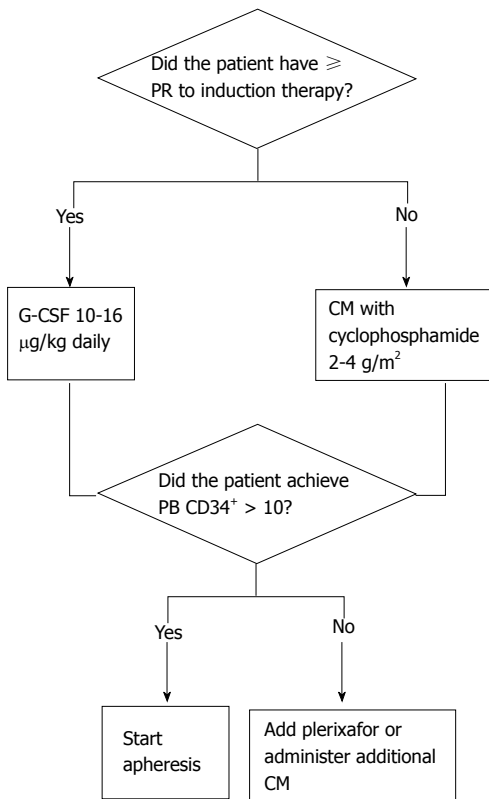 Did the patient have ≥
PR to induction therapy?
Yes
No
G-CSF 10-16
μg/kg daily
CM with
cyclophosphamide
2-4 g/m²
Did the patient achieve
PB CD34⁺ > 10?
Yes
No
Start
apheresis
Add plerixafor or
administer additional
CM